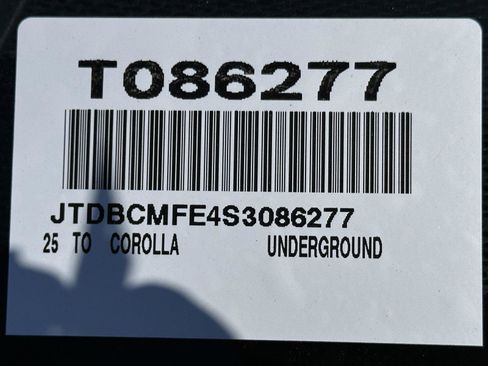 T086277
JTDBCMFE4S3086277
25 TO COROLLA UNDERGROUND